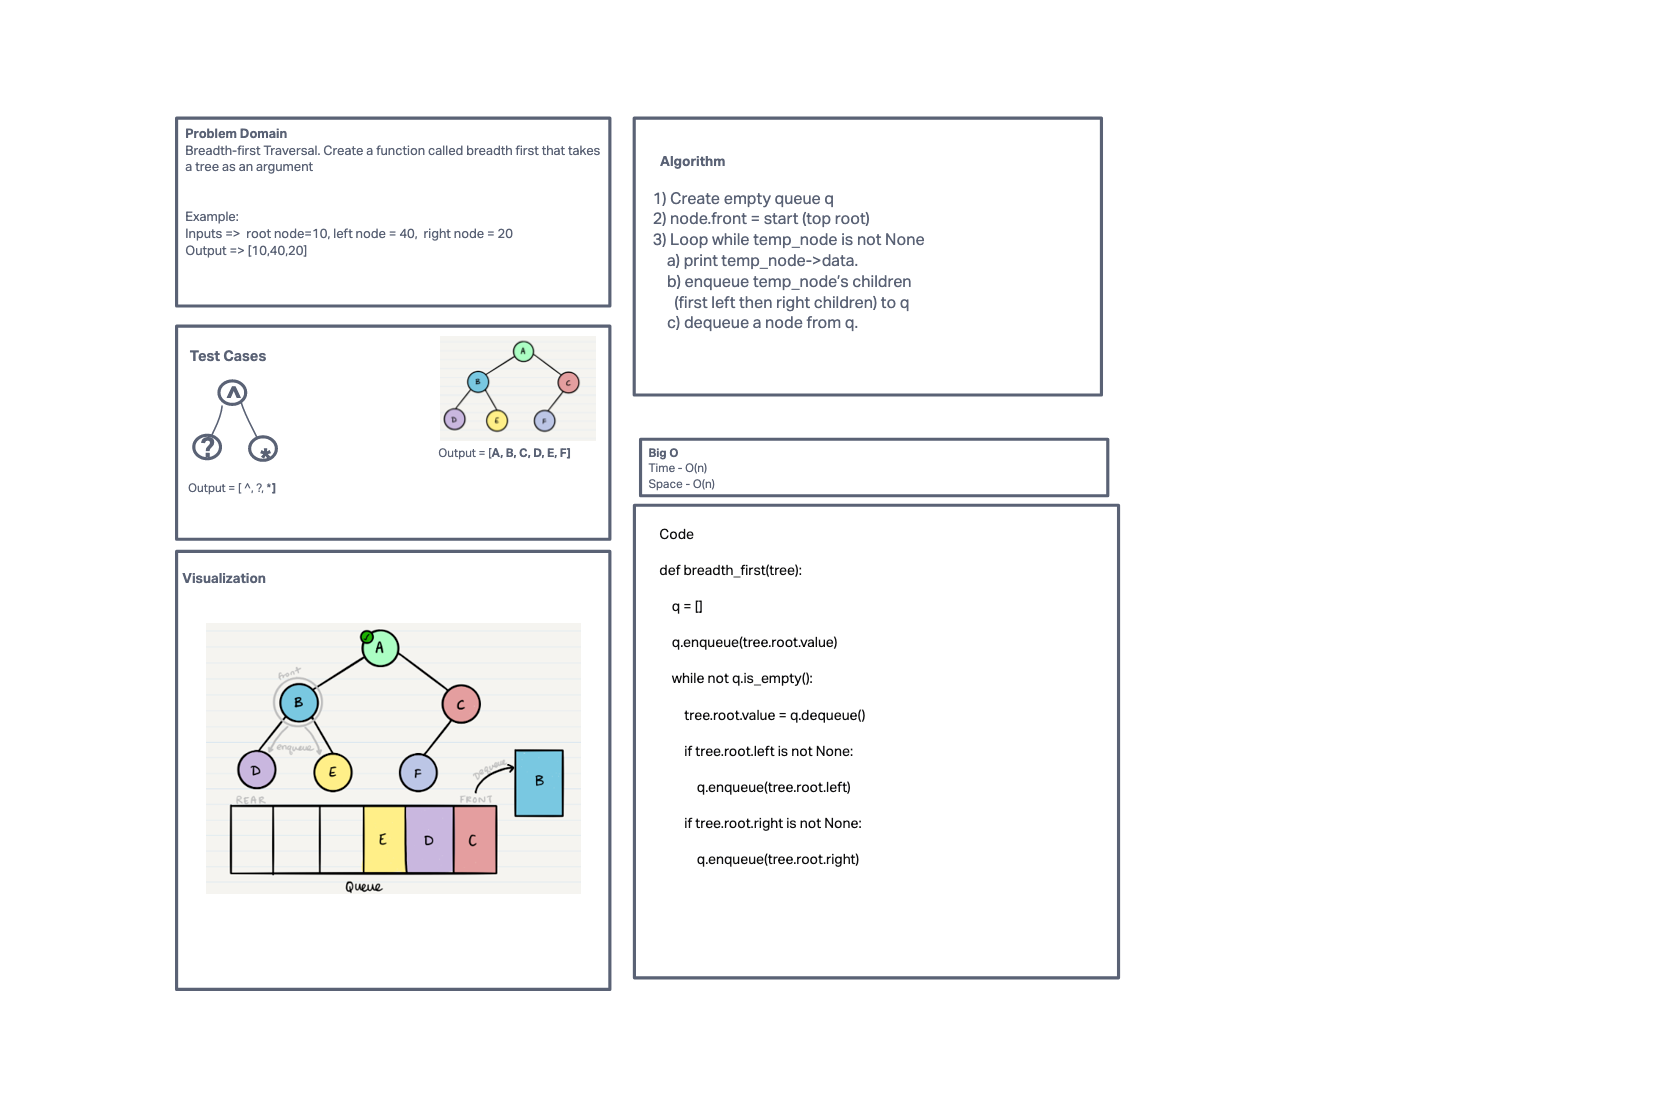 Problem Domain
Breadth-first Traversal. Create a function called breadth first that takes
a tree as an argument
Example:
Inputs =>  root node=10, left node = 40,  right node = 20
Output => [10,40,20]
Test Cases
^
?
*
Output = [ ^, ?, *]
A
B
C
D
E
F
Output = [A, B, C, D, E, F]
Visualization
A
front
B
C
enqueue
D
E
F
Dequeue
B
REAR
FRONT
E
D
C
Queue
Algorithm
1) Create empty queue q
2) node.front = start (top root)
3) Loop while temp_node is not None
a) print temp_node->data.
b) enqueue temp_node’s children
(first left then right children) to q
c) dequeue a node from q.
Big O
Time - O(n)
Space - O(n)
Code
def breadth_first(tree):
q = []
q.enqueue(tree.root.value)
while not q.is_empty():
tree.root.value = q.dequeue()
if tree.root.left is not None:
q.enqueue(tree.root.left)
if tree.root.right is not None:
q.enqueue(tree.root.right)